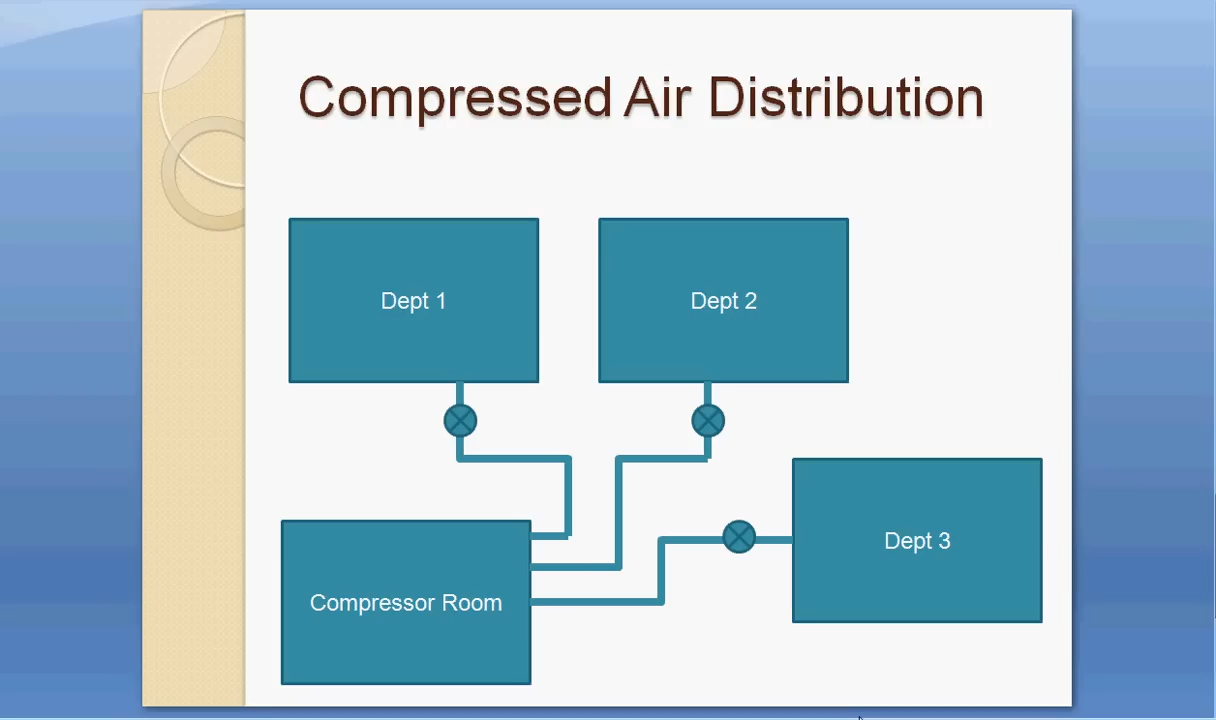 Compressed Air Distribution
Dept 1
Dept 2
Dept 3
Compressor Room